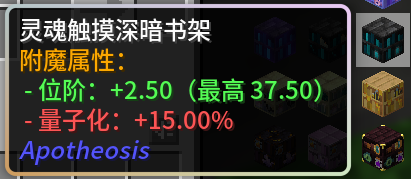 灵魂触摸深暗书架
附魔属性：
- 位阶：+2.50（最高 37.50）
- 量子化：+15.00%
Apotheosis